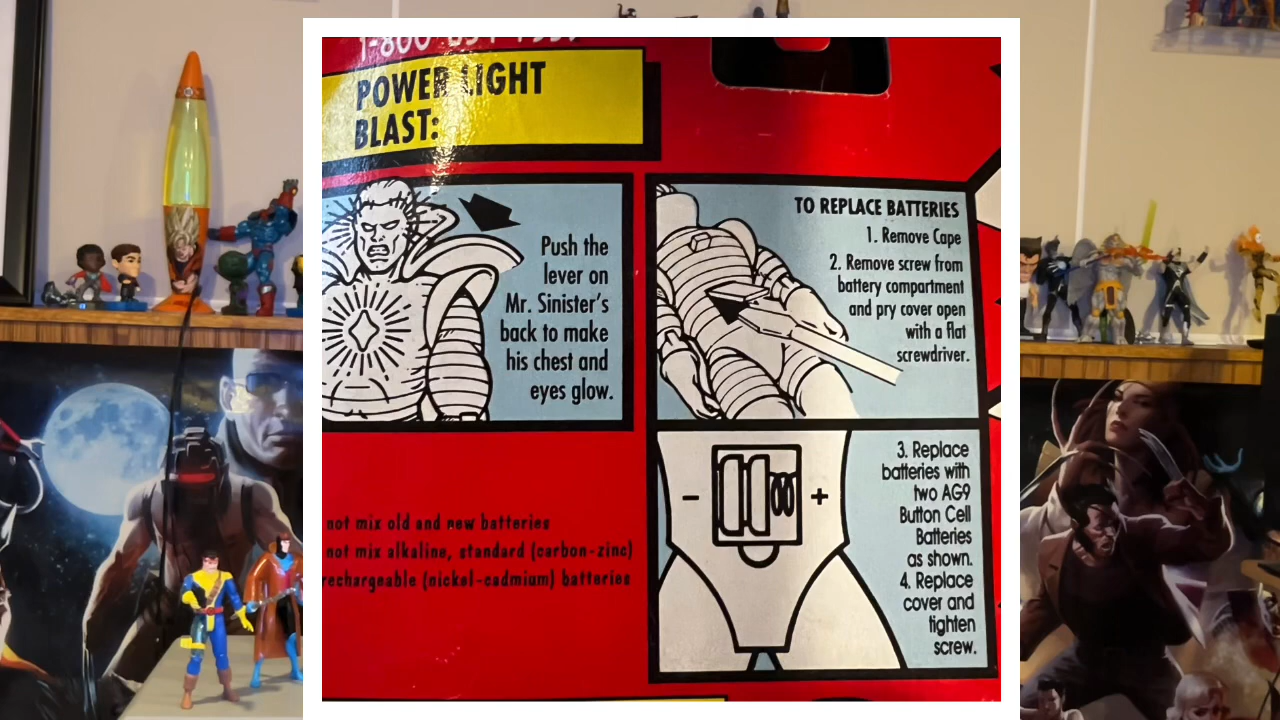 POWER LIGHT
BLAST:
Push the
lever on
Mr. Sinister's
back to make
his chest and
eyes glow.
TO REPLACE BATTERIES
1. Remove Cape
2. Remove screw from
battery compartment
and pry cover open
with a flat
screwdriver.
- +
3. Replace
batteries with
two AG9
Button Cell
Batteries
as shown.
4. Replace
cover and
tighten
screw.
not mix old and new batteries
not mix alkaline, standard (carbon-zinc)
rechargeable (nickel-cadmium) batteries